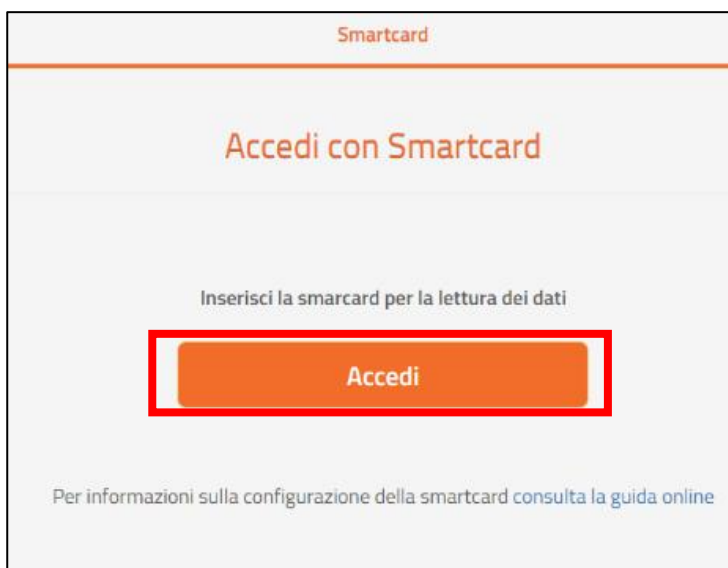 Smartcard
Accedi con Smartcard
Inserisci la smarcard per la lettura dei dati
Accedi
Per informazioni sulla configurazione della smartcard consulta la guida online